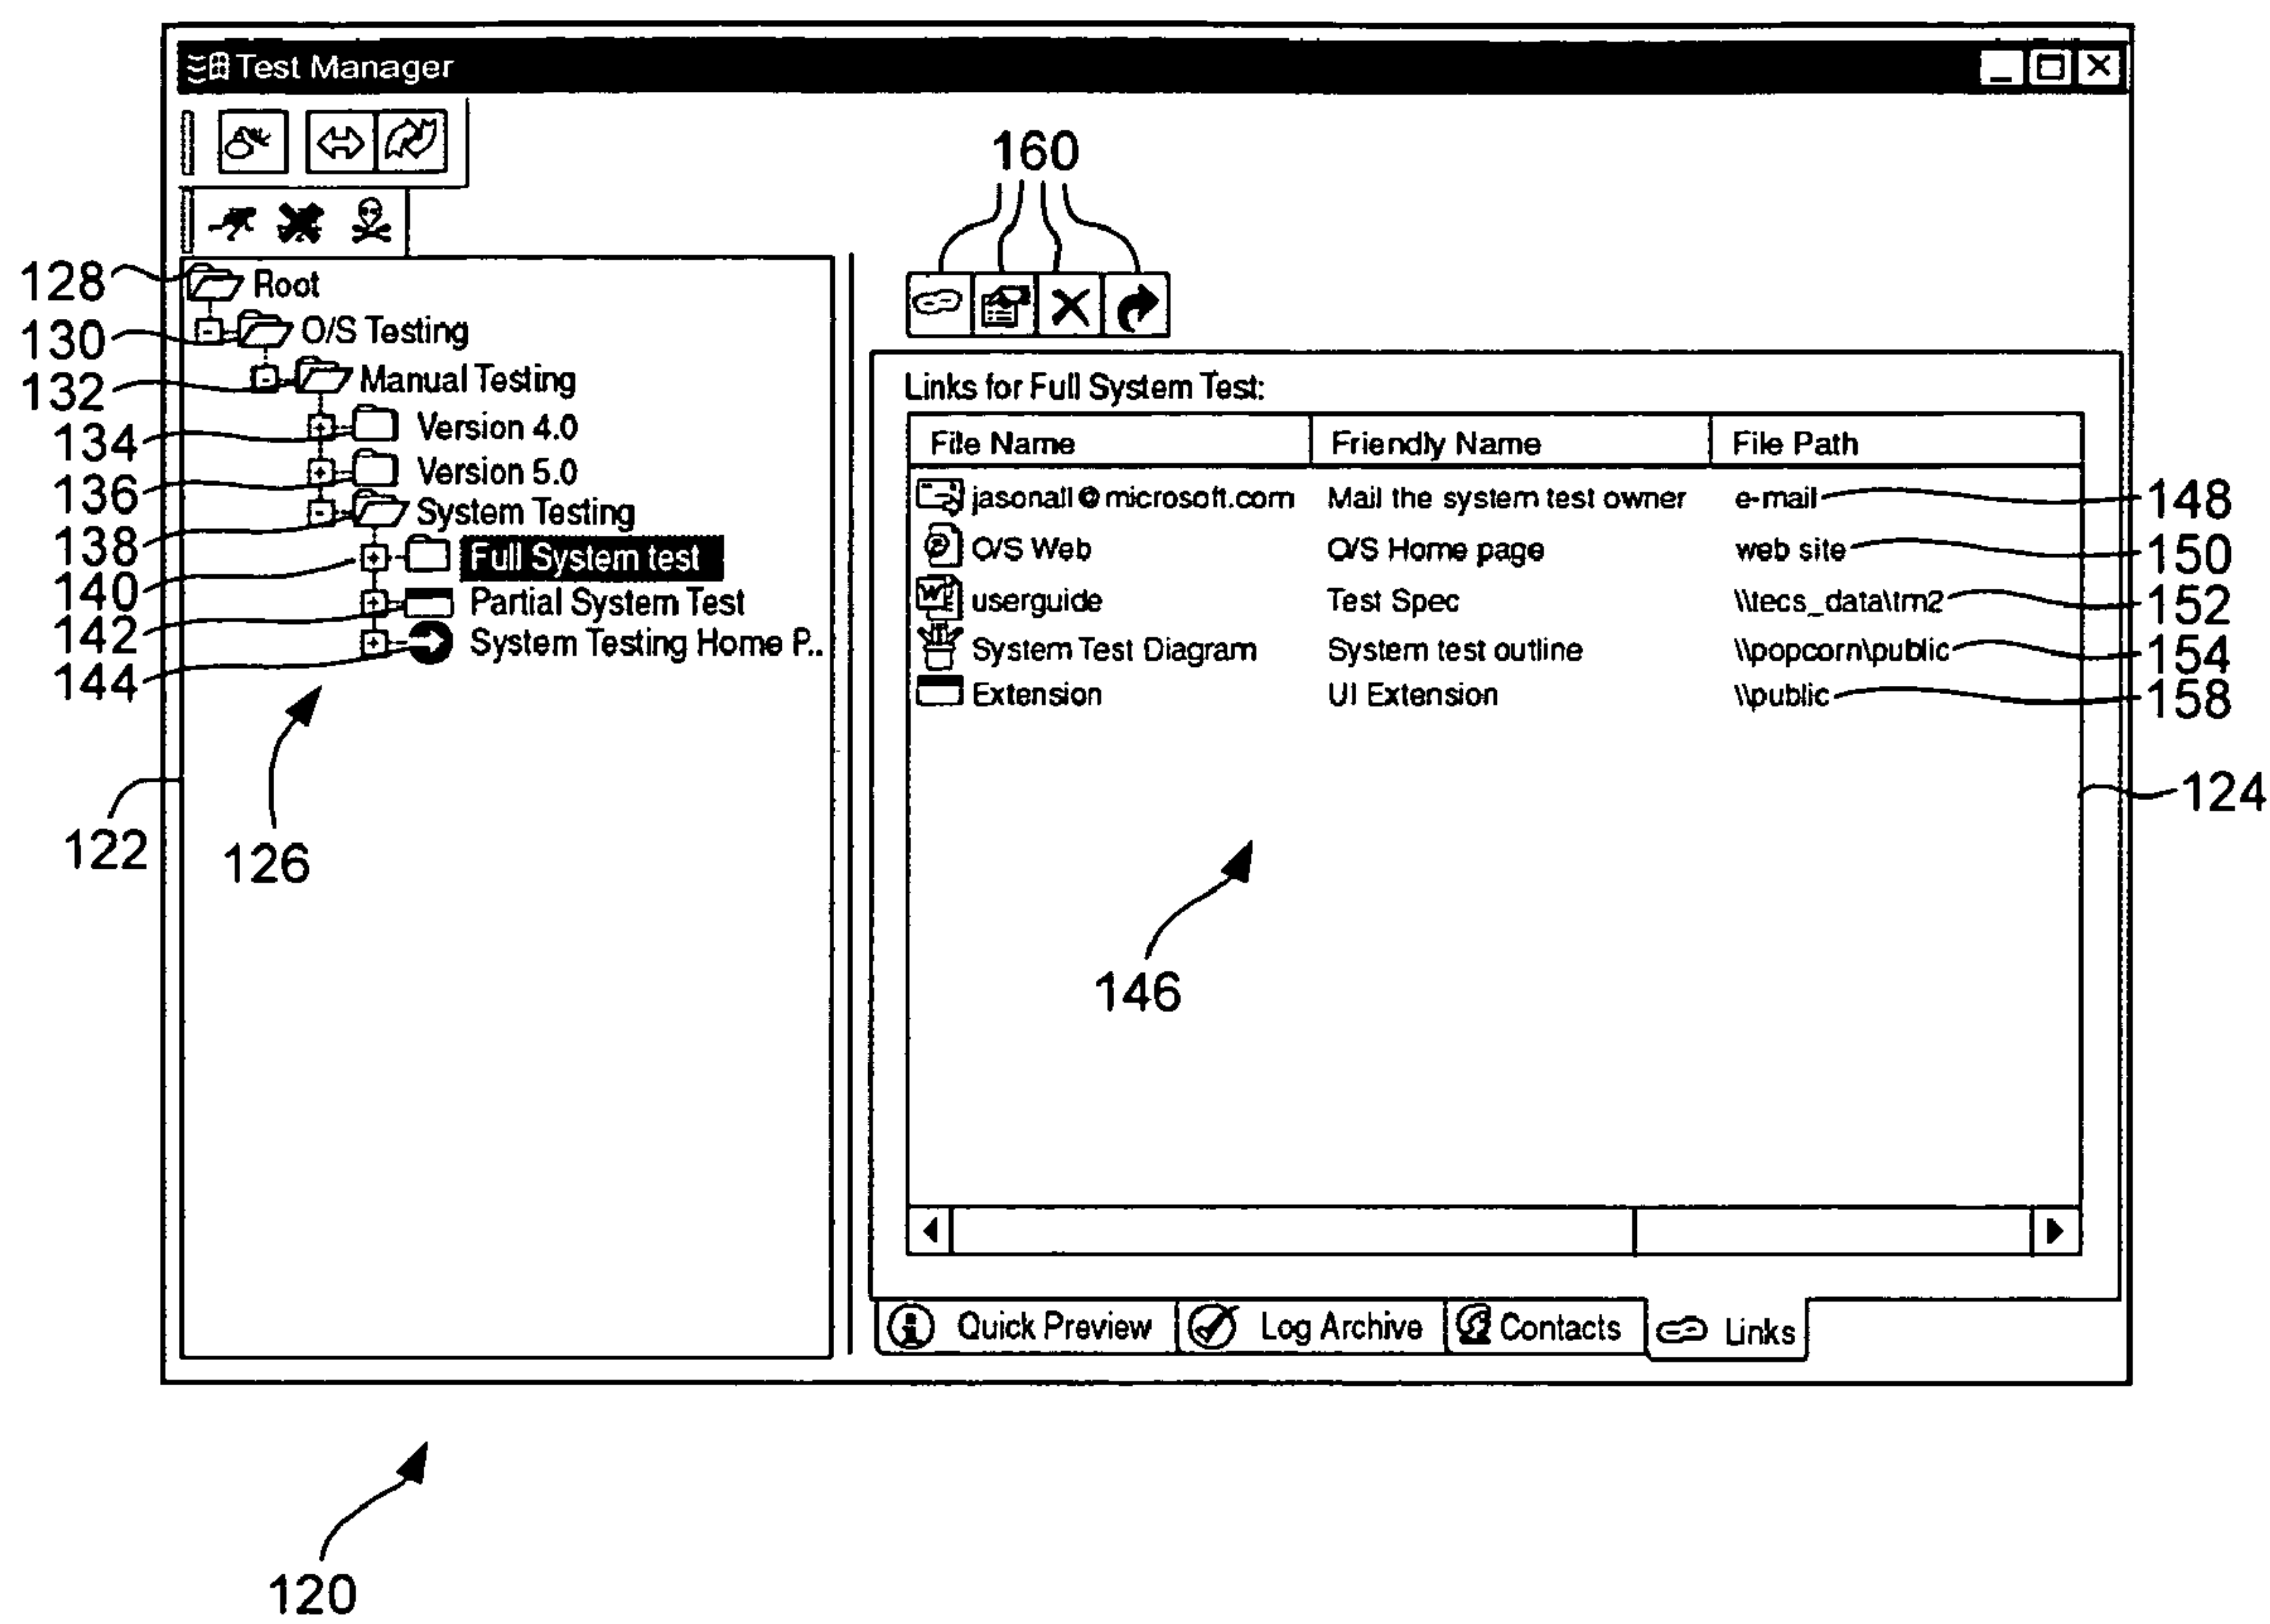 Test Manager
160
128 Root
130 O/S Testing
132 Manual Testing
134 Version 4.0
136 Version 5.0
138 System Testing
140 Full System test
142 Partial System Test
144 System Testing Home P..
122
126
Links for Full System Test:
File Name Friendly Name File Path
jasonall@microsoft.com Mail the system test owner e-mail 148
O/S Web O/S Home page web site 150
userguide Test Spec \\tecs_data\tm2 152
System Test Diagram System test outline \\popcorn\public 154
Extension UI Extension \\public 158
124
146
Quick Preview Log Archive Contacts Links
120